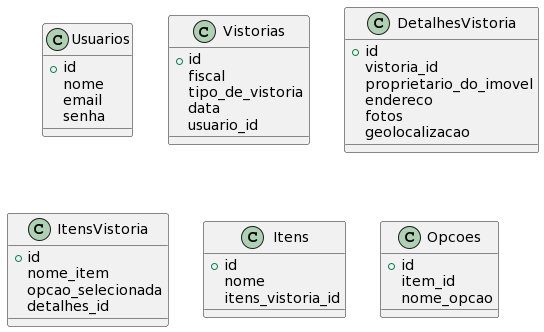 C Usuarios
id
nome
email
senha
C Vistorias
id
fiscal
tipo_de_vistoria
data
usuario_id
C DetalhesVistoria
id
vistoria_id
proprietario_do_imovel
endereco
fotos
geolocalizacao
C ItensVistoria
id
nome_item
opcao_selecionada
detalhes_id
C Itens
id
nome
itens_vistoria_id
C Opcoes
id
item_id
nome_opcao